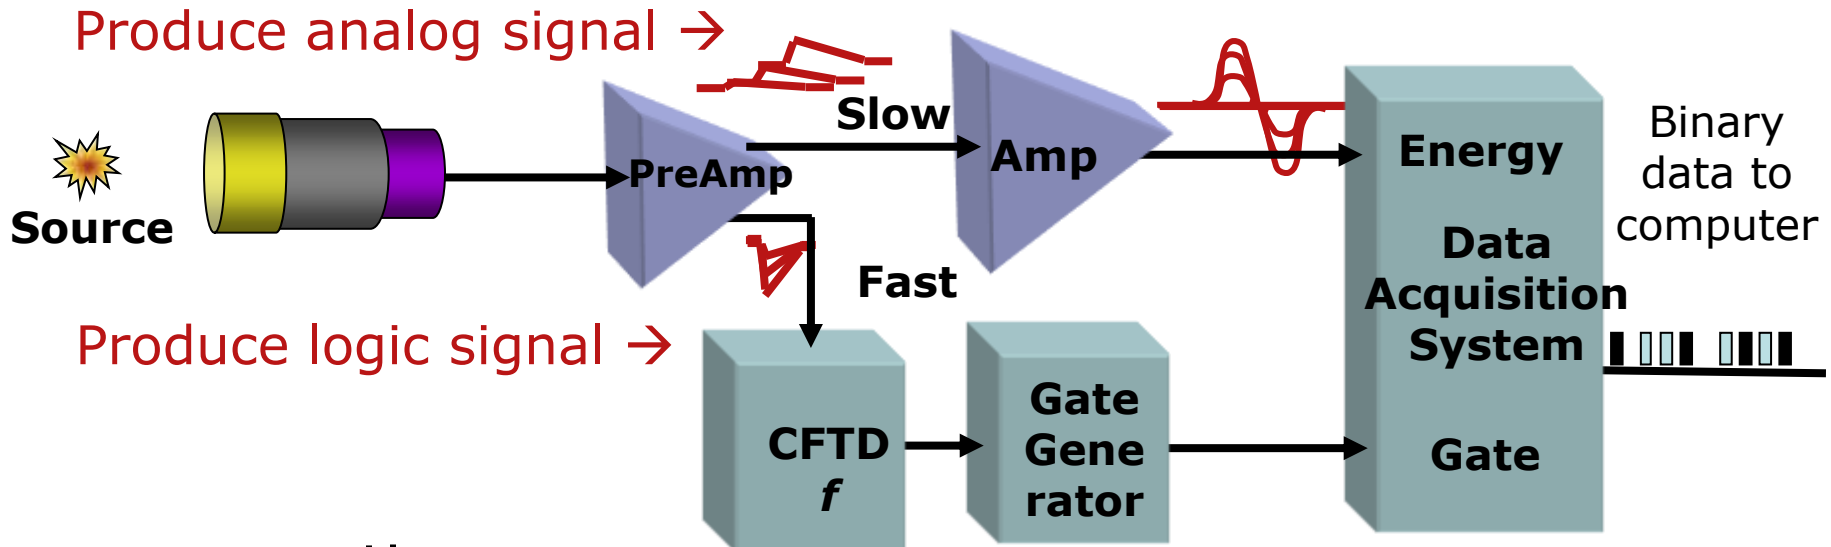 Produce analog signal →
Source
PreAmp
Slow
Amp
Fast
Produce logic signal →
CFTD
f
Gate
Gene
rator
Energy
Data
Acquisition
System
Gate
Binary
data to
computer